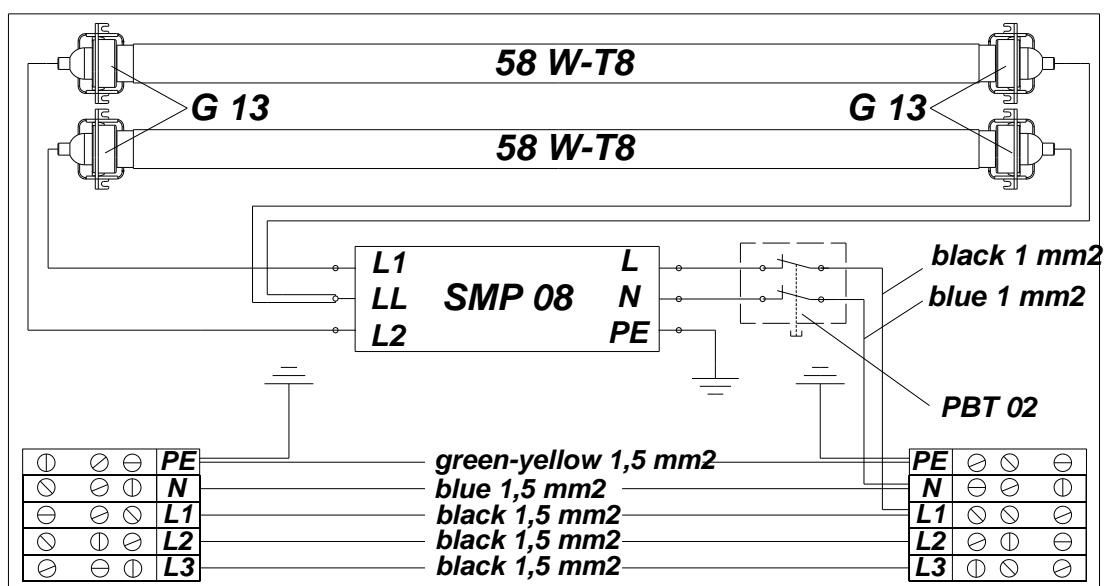 58 W-T8
G 13
G 13
58 W-T8
L1
L
LL
SMP 08
N
L2
PE
black 1 mm2
blue 1 mm2
PBT 02
PE
green-yellow 1,5 mm2
PE
N
blue 1,5 mm2
N
L1
black 1,5 mm2
L1
L2
black 1,5 mm2
L2
L3
black 1,5 mm2
L3